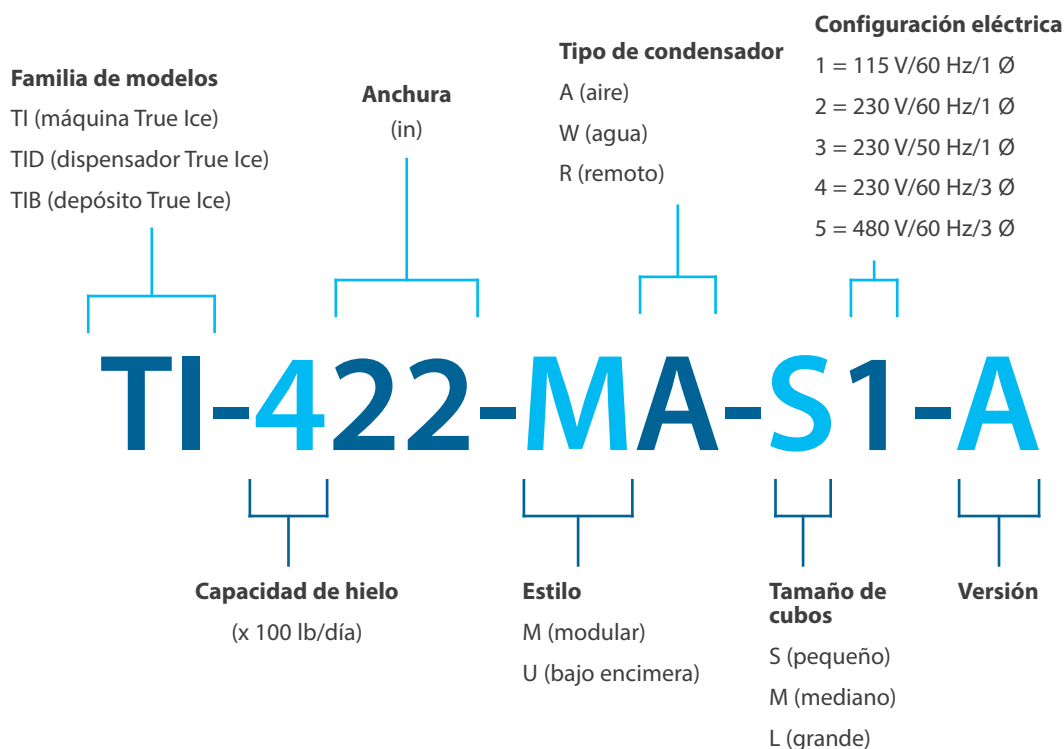 Familia de modelos
TI (máquina True Ice)
TID (dispensador True Ice)
TIB (depósito True Ice)
Anchura
(in)
Tipo de condensador
A (aire)
W (agua)
R (remoto)
Configuración eléctrica
1 = 115 V/60 Hz/1 Ø
2 = 230 V/60 Hz/1 Ø
3 = 230 V/50 Hz/1 Ø
4 = 230 V/60 Hz/3 Ø
5 = 480 V/60 Hz/3 Ø
TI-422-MA-S1-A
Capacidad de hielo
(x 100 lb/día)
Estilo
M (modular)
U (bajo encimera)
Tamaño de
cubos
S (pequeño)
M (mediano)
L (grande)
Versión